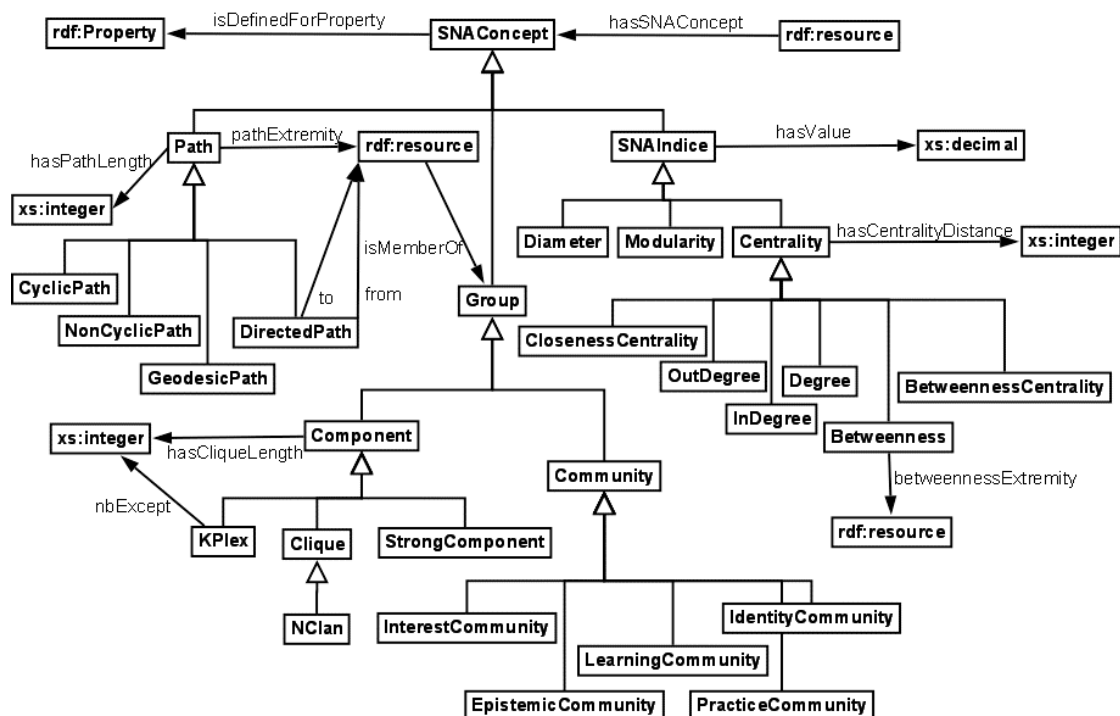 isDefinedForProperty
hasSNAConcept
rdf:Property
SNAConcept
rdf:resource
Path
pathExtremity
rdf:resource
SNAIndice
hasValue
xs:decimal
hasPathLength
xs:integer
Diameter
Modularity
Centrality
hasCentralityDistance
xs:integer
isMemberOf
CyclicPath
to
from
Group
NonCyclicPath
DirectedPath
ClosenessCentrality
GeodesicPath
OutDegree
Degree
BetweennessCentrality
InDegree
xs:integer
Component
Betweenness
hasCliqueLength
Community
betweennessExtremity
nbExcept
KPlex
Clique
StrongComponent
rdf:resource
NClan
InterestCommunity
IdentityCommunity
LearningCommunity
EpistemicCommunity
PracticeCommunity